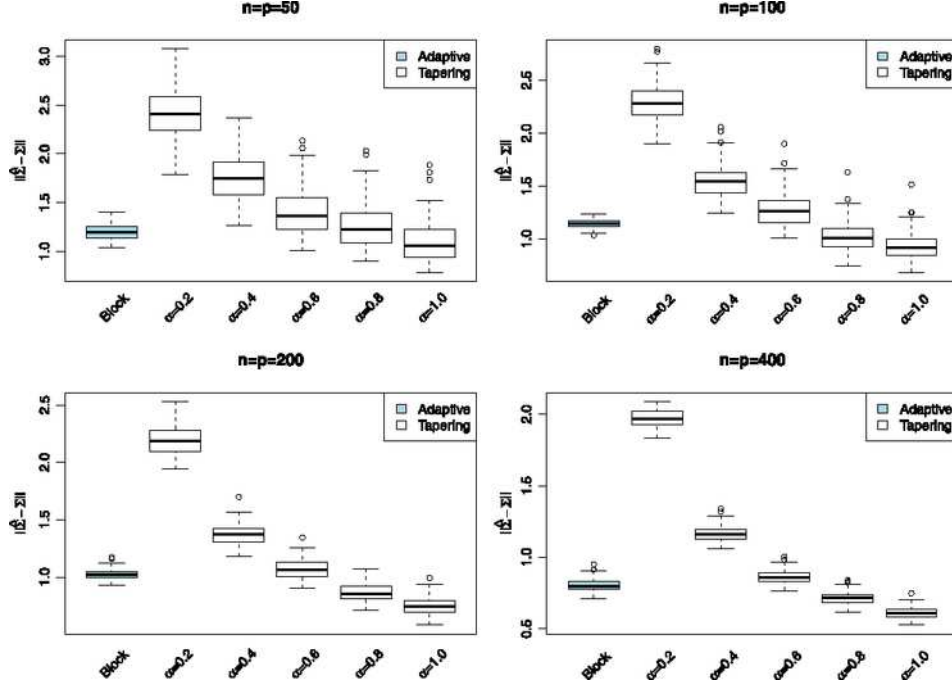 n=p=50
Adaptive
Tapering
||Σ̂−Σ||
3.0
2.5
2.0
1.5
1.0
Block
α=0.2
α=0.4
α=0.6
α=0.8
α=1.0
n=p=100
Adaptive
Tapering
||Σ̂−Σ||
2.5
2.0
1.5
1.0
Block
α=0.2
α=0.4
α=0.6
α=0.8
α=1.0
n=p=200
Adaptive
Tapering
||Σ̂−Σ||
2.5
2.0
1.5
1.0
Block
α=0.2
α=0.4
α=0.6
α=0.8
α=1.0
n=p=400
Adaptive
Tapering
||Σ̂−Σ||
2.0
1.5
1.0
0.5
Block
α=0.2
α=0.4
α=0.6
α=0.8
α=1.0